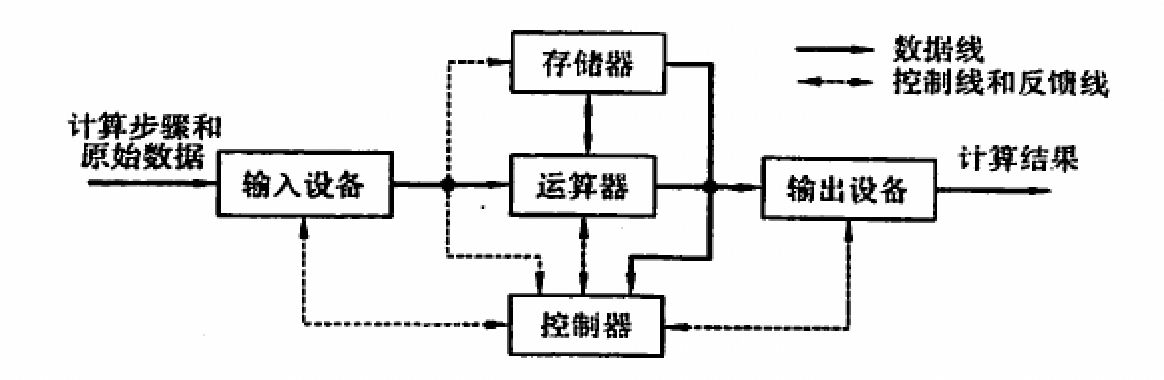 存储器
数据线
控制线和反馈线
计算步骤和
原始数据
输入设备
运算器
输出设备
计算结果
控制器